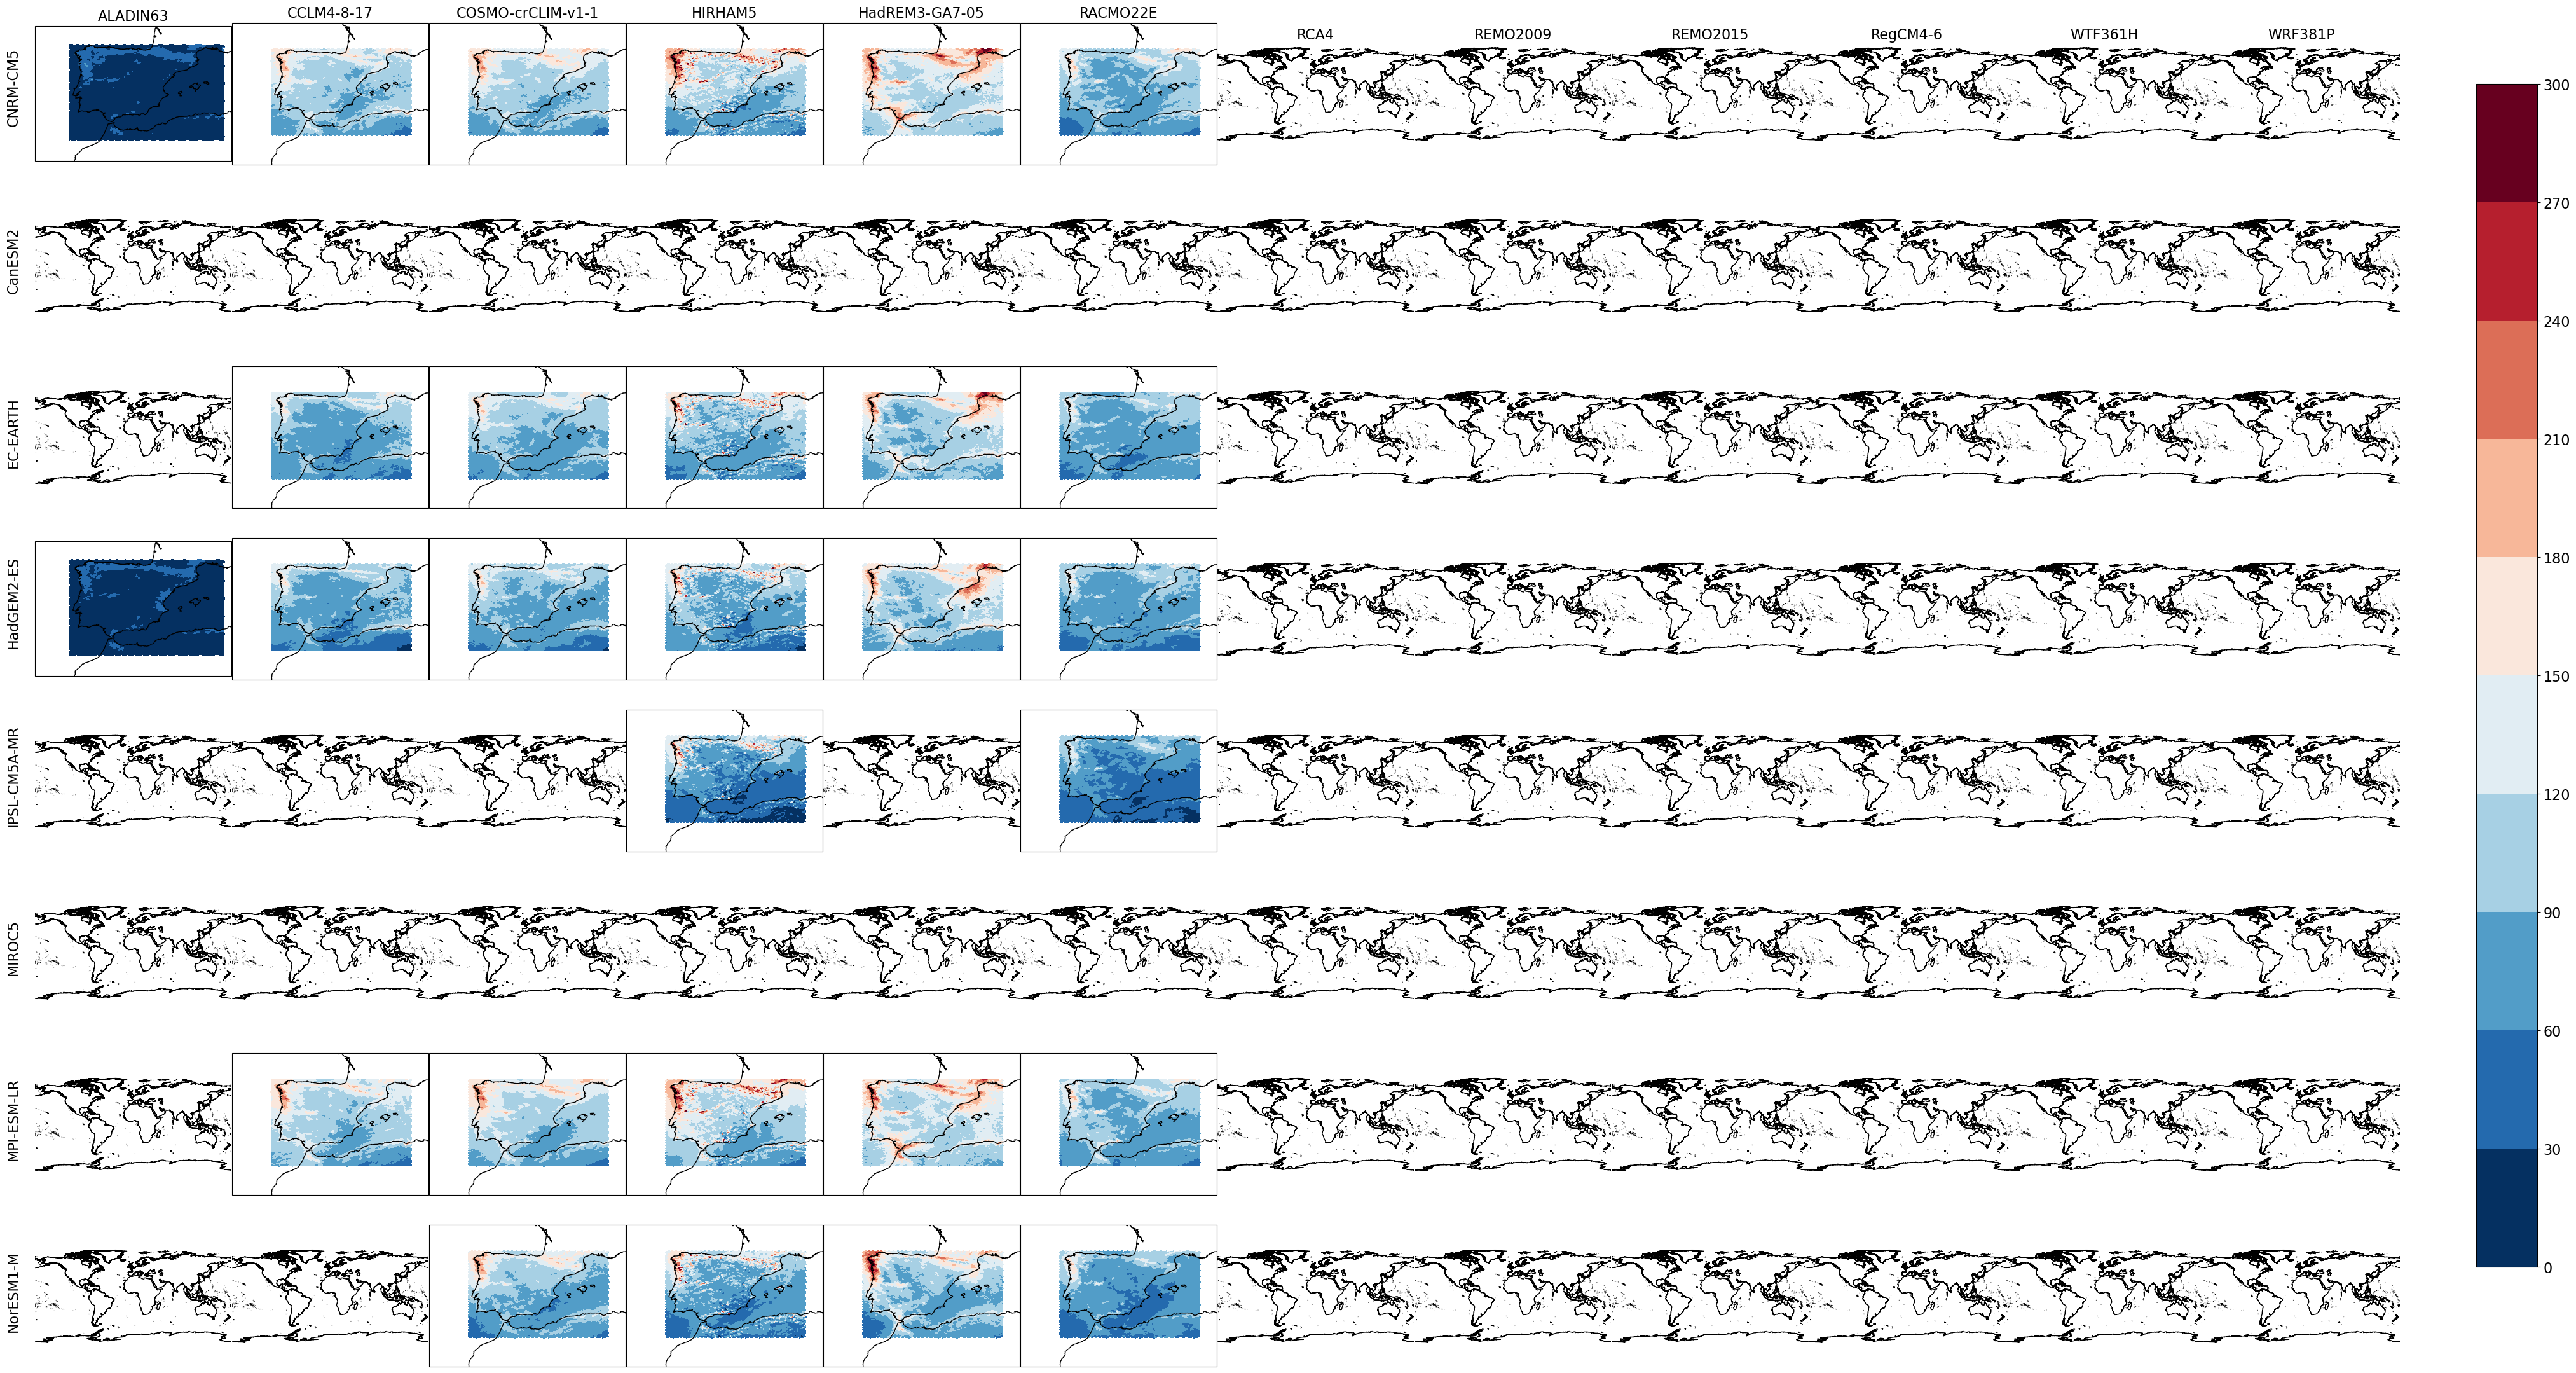 ALADIN63
CCLM4-8-17
COSMO-crCLIM-v1-1
HIRHAM5
HadREM3-GA7-05
RACMO22E
RCA4
REMO2009
REMO2015
RegCM4-6
WTF361H
WRF381P
CNRM-CM5
CanESM2
EC-EARTH
HadGEM2-ES
IPSL-CM5A-MR
MIROC5
MPI-ESM-LR
NorESM1-M
300
270
240
210
180
150
120
90
60
30
0